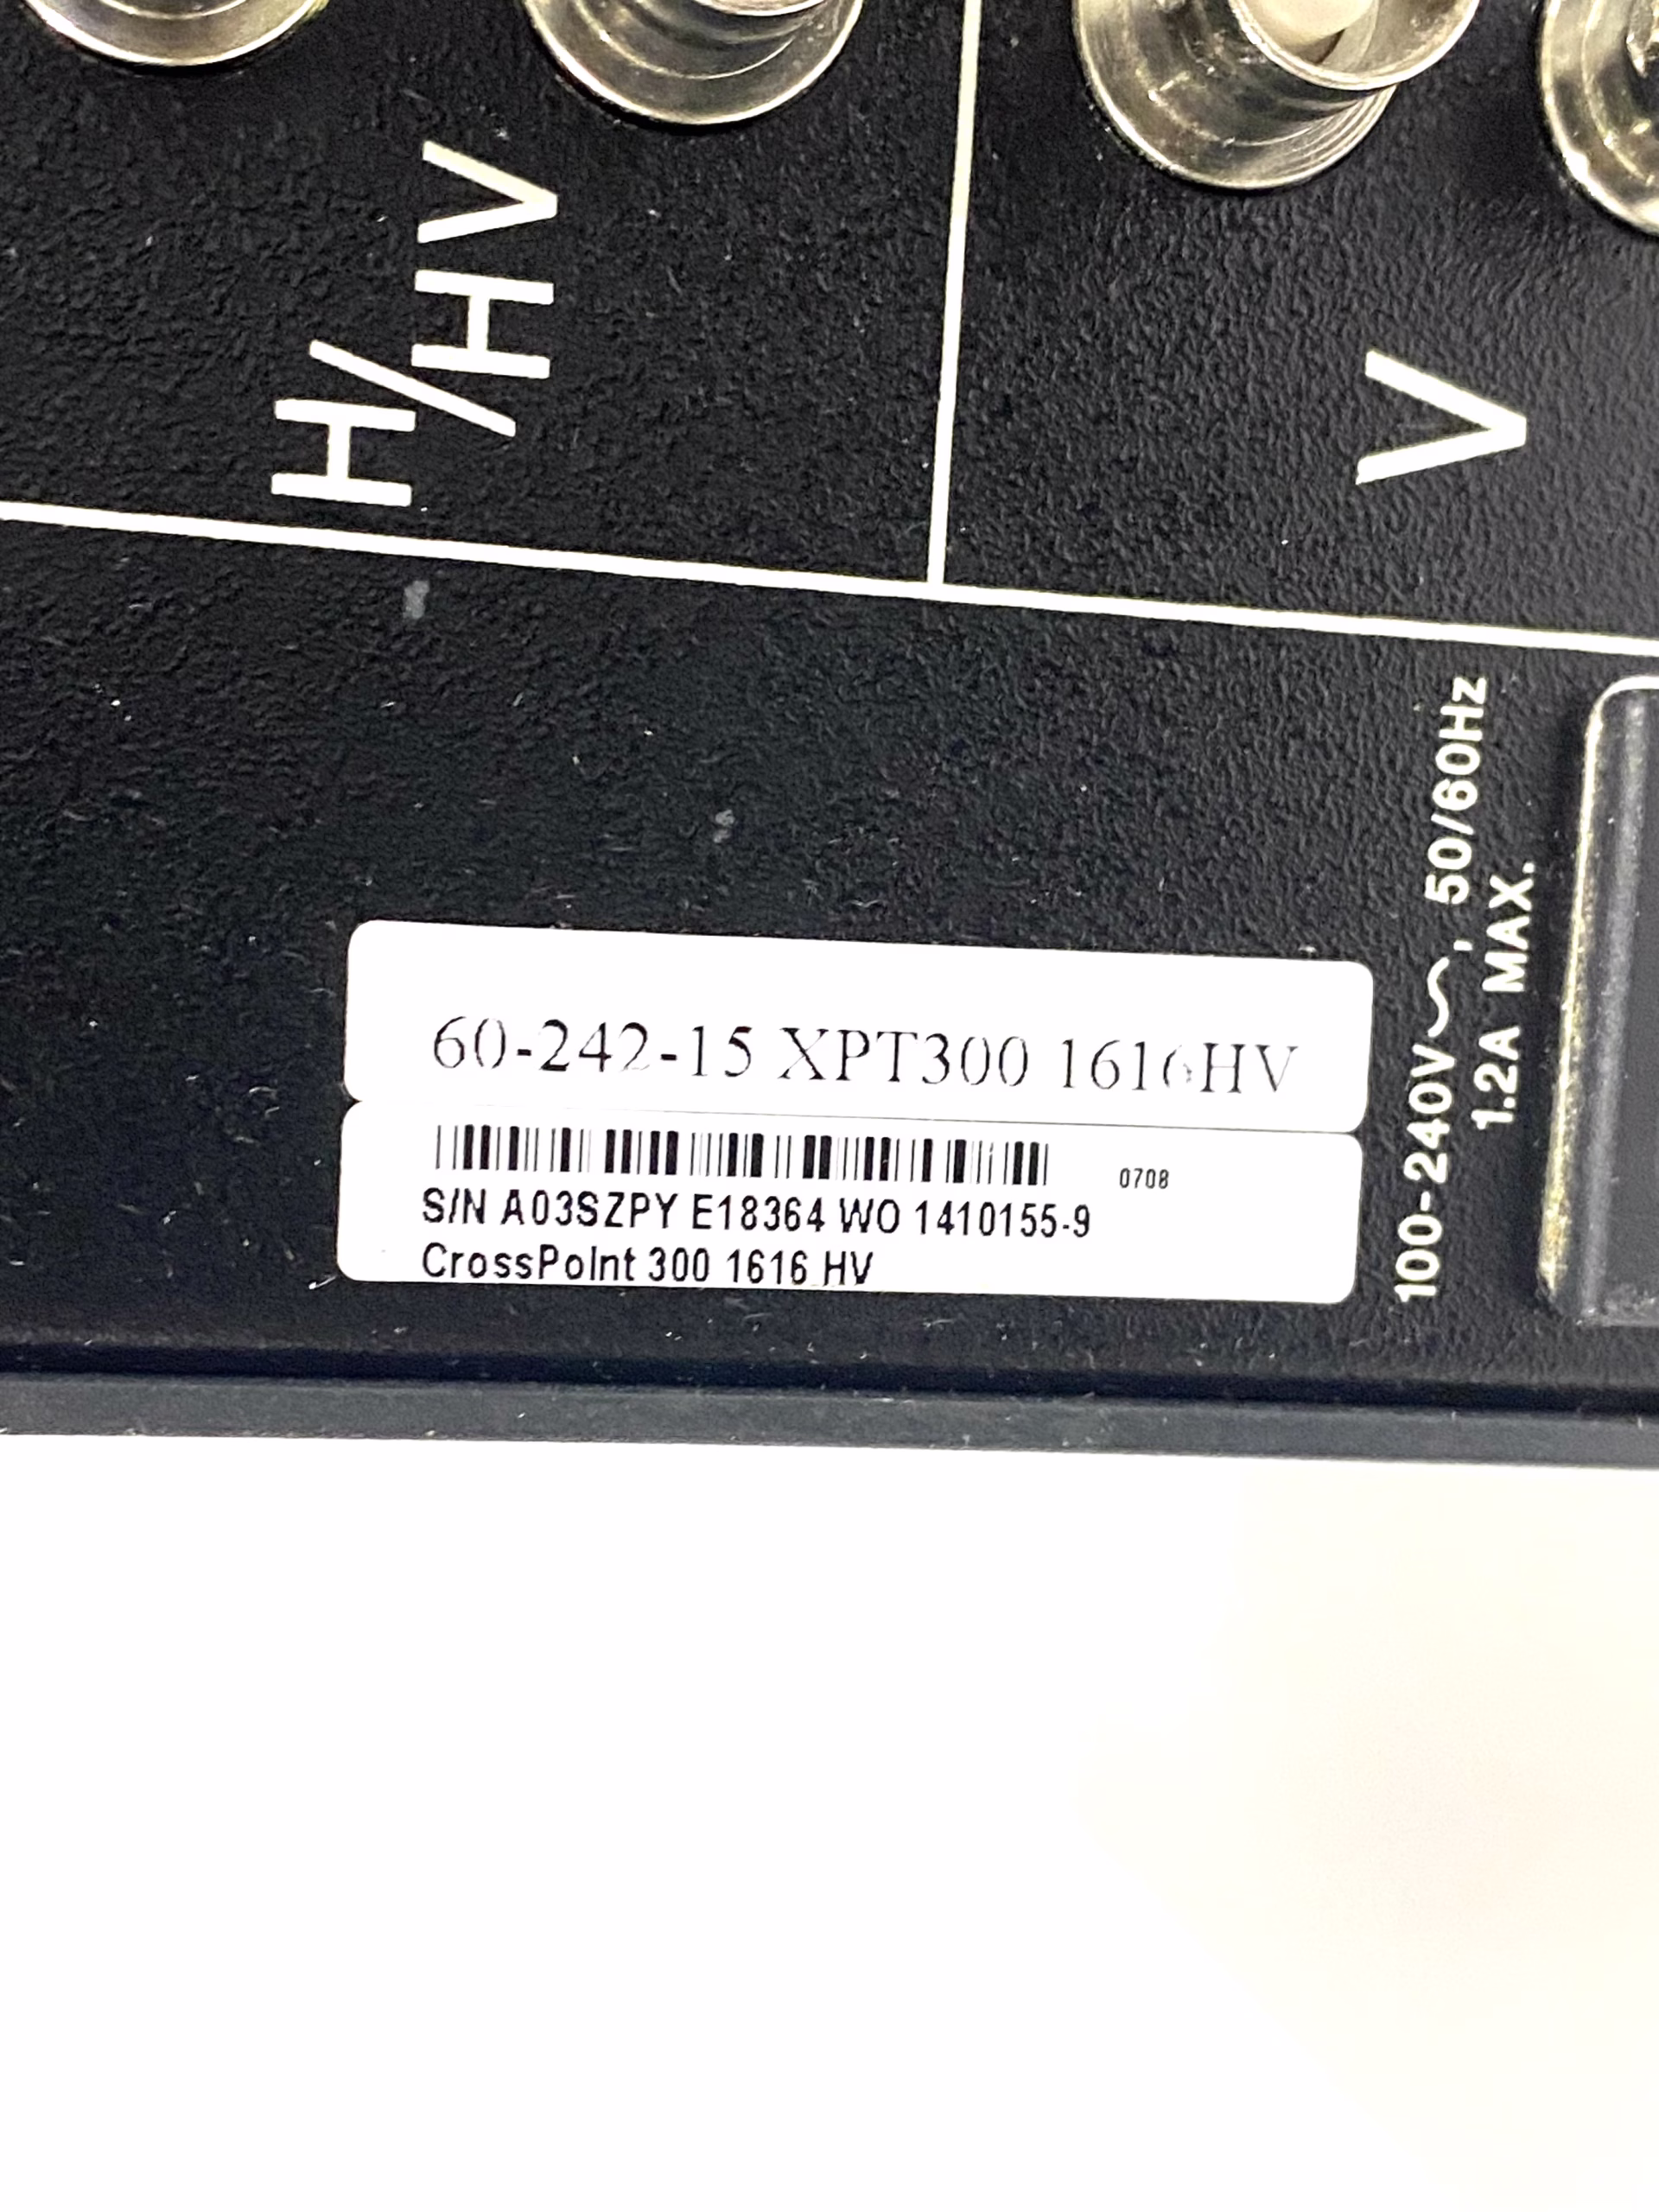 H/HV
V
100-240V~, 50/60Hz
1.2A MAX.
60-242-15 XPT300 1616HV
0708
S/N A03SZPY E18364 WO 1410155-9
CrossPoint 300 1616 HV